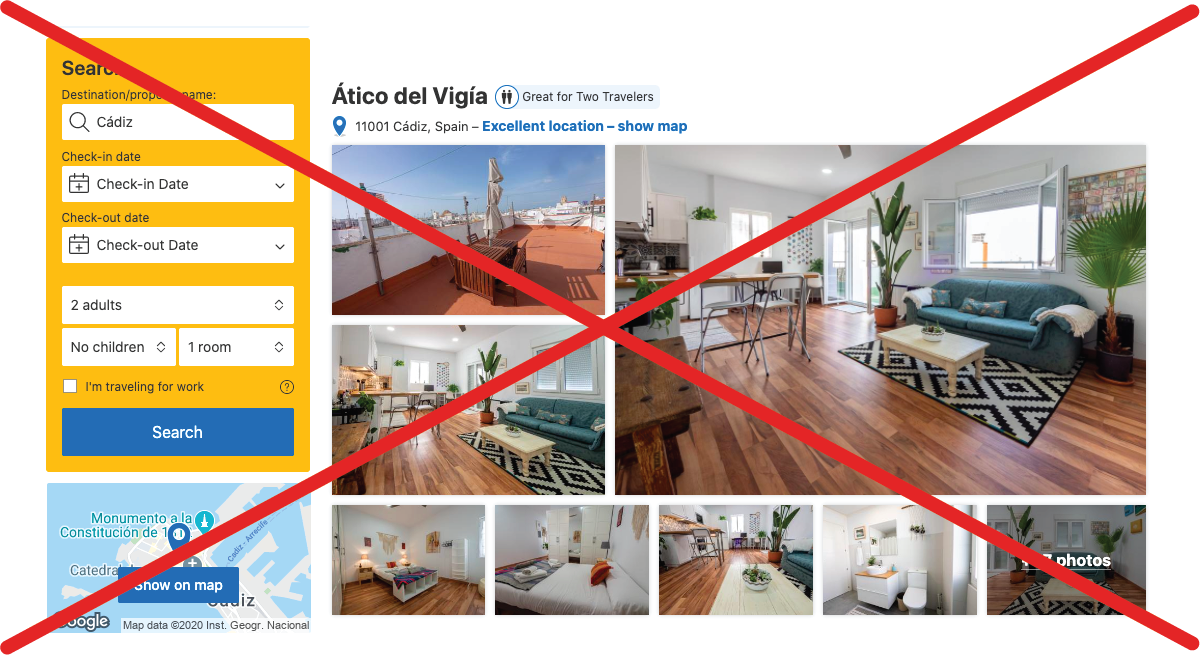 Search
Destination/property name:
Cádiz
Check-in date
Check-in Date
Check-out date
Check-out Date
2 adults
No children
1 room
I'm traveling for work
?
Search
Ático del Vigía
Great for Two Travelers
11001 Cádiz, Spain – Excellent location – show map
Monumento a la
Constitución de 1
Cadiz - Arrecife
Catedral
Show on map
Cádiz
Google
Map data ©2020 Inst. Geogr. Nacional
photos